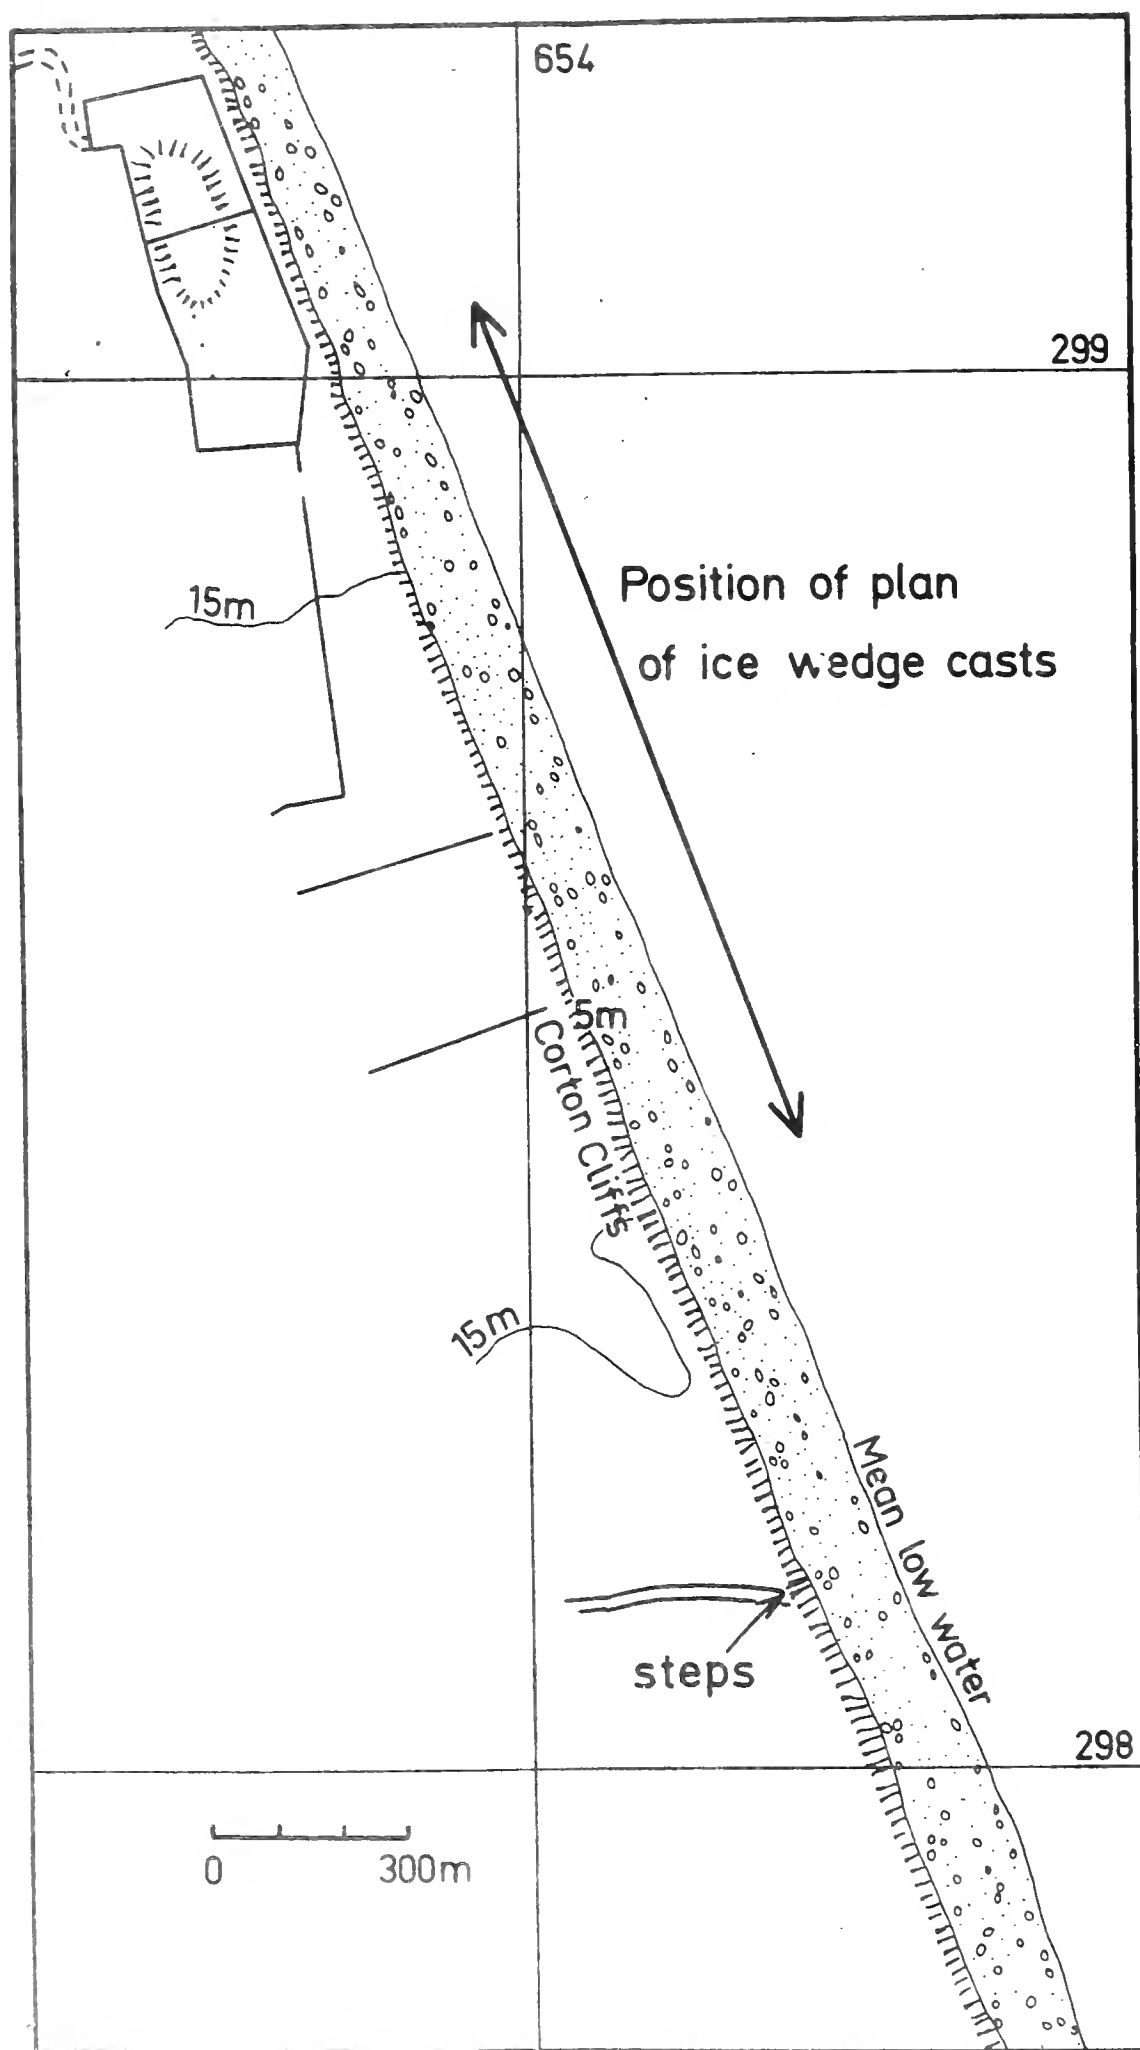 654
299
15m
Position of plan
of ice wedge casts
5m
Corton Cliffs
15m
Mean low water
steps
298
0 300m